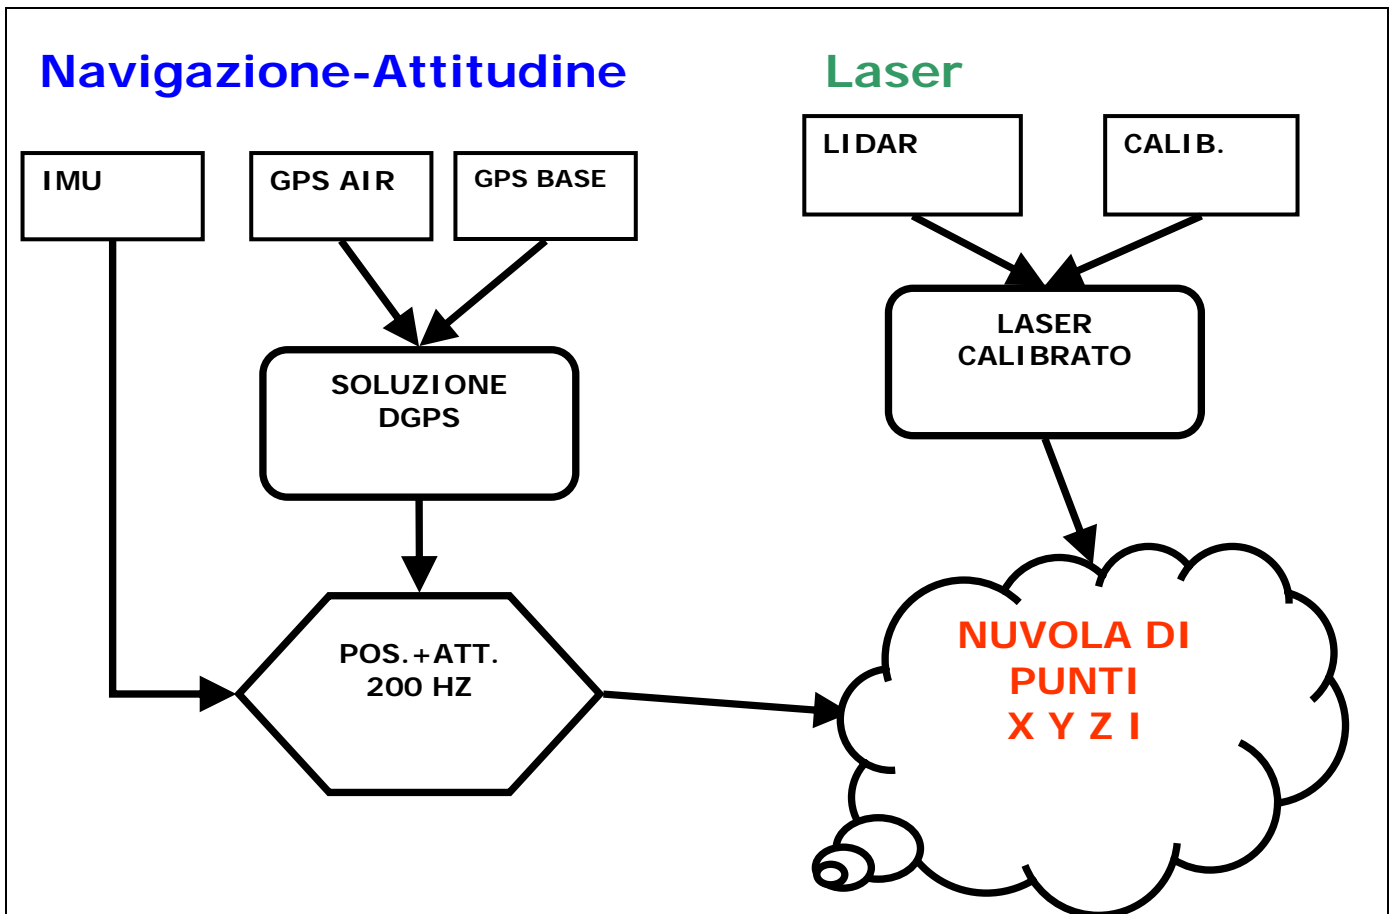 Navigazione-Attitudine
Laser
IMU
GPS AIR
GPS BASE
LIDAR
CALIB.
SOLUZIONE
DGPS
LASER
CALIBRATO
POS.+ATT.
200 HZ
NUVOLA DI
PUNTI
X Y Z I